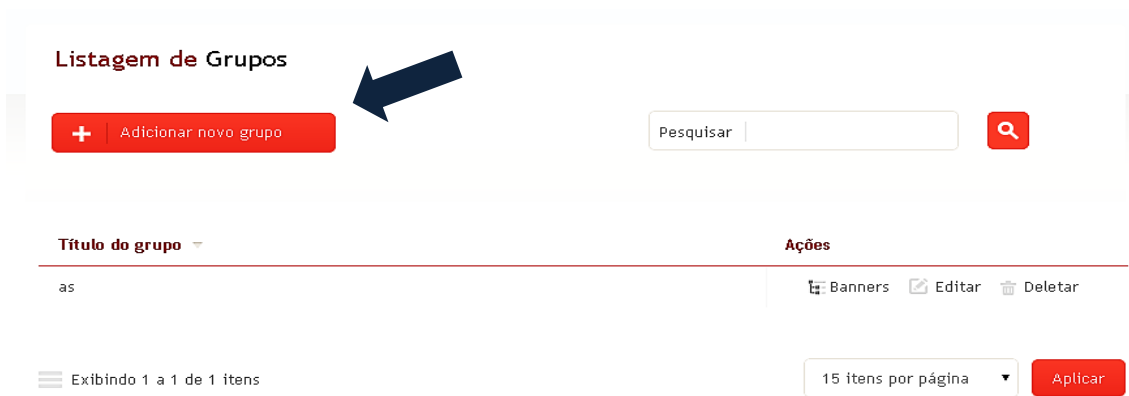 Listagem de Grupos
Adicionar novo grupo
Pesquisar
Título do grupo
Ações
as
Banners
Editar
Deletar
Exibindo 1 a 1 de 1 itens
15 itens por página
Aplicar